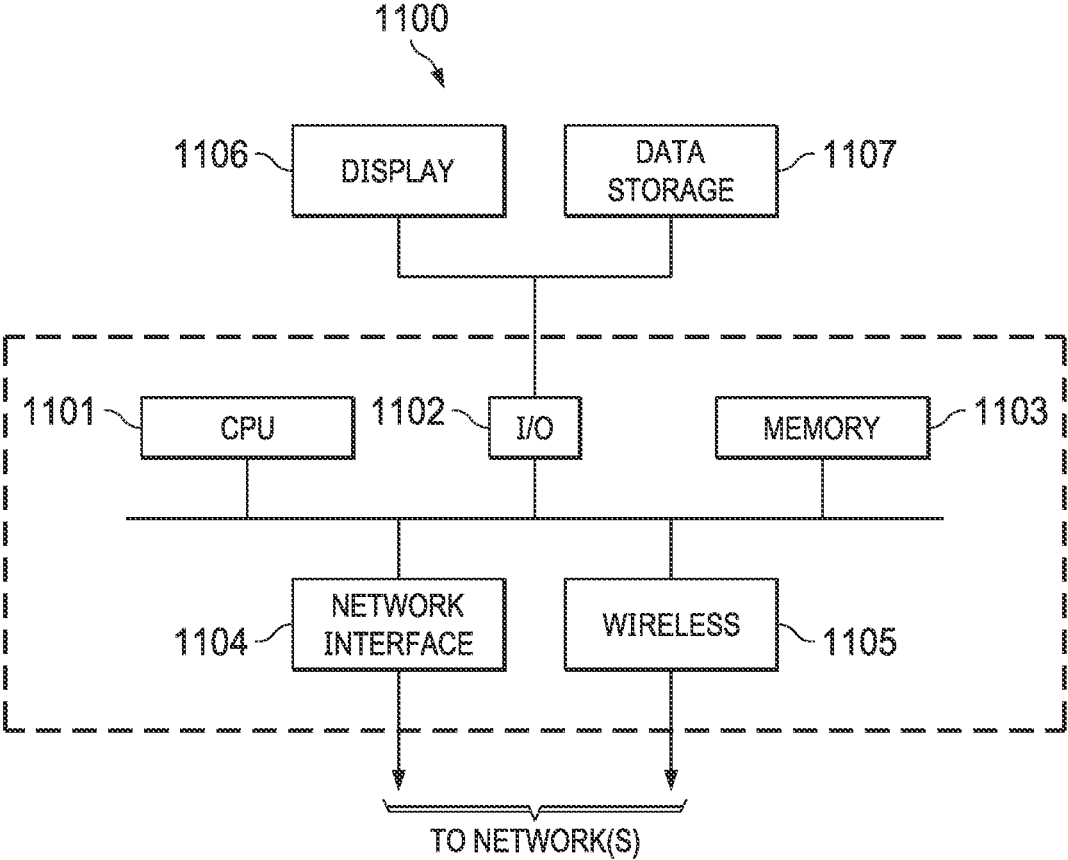 1100
1106
DISPLAY
DATA
STORAGE
1107
1101
CPU
1102
I/O
MEMORY
1103
1104
NETWORK
INTERFACE
WIRELESS
1105
TO NETWORK(S)